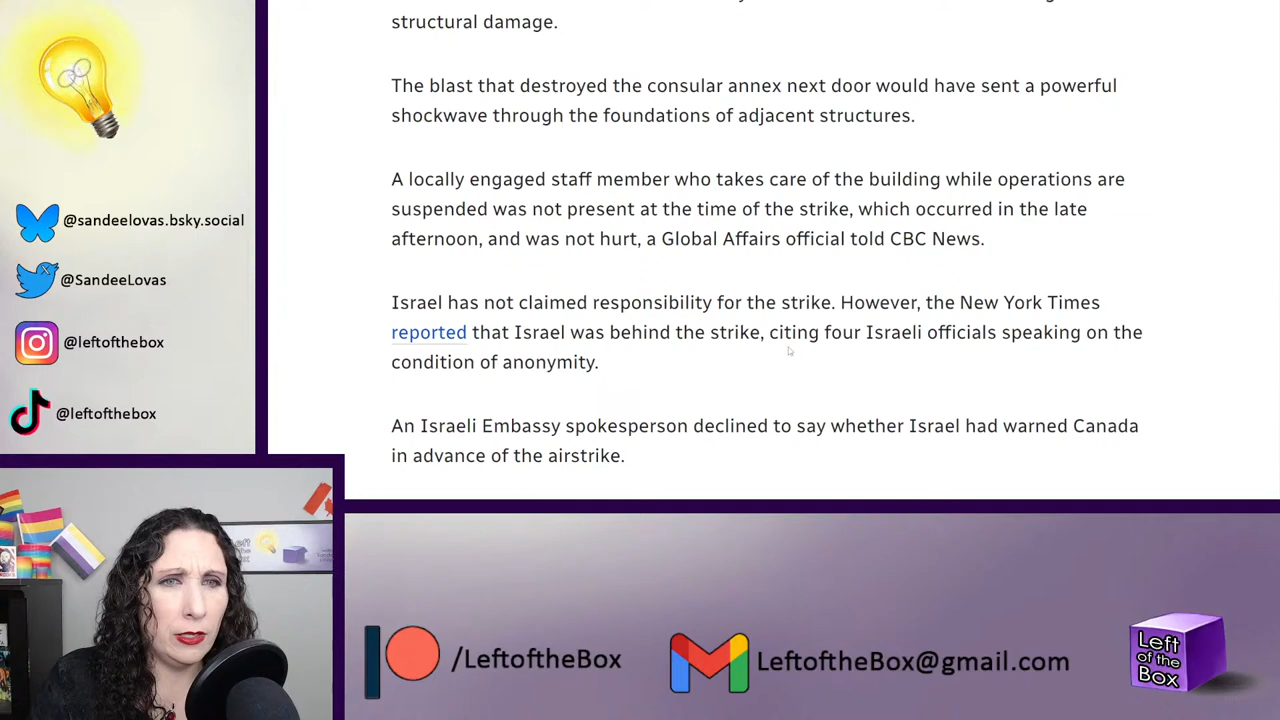 structural damage.
The blast that destroyed the consular annex next door would have sent a powerful
shockwave through the foundations of adjacent structures.
A locally engaged staff member who takes care of the building while operations are
suspended was not present at the time of the strike, which occurred in the late
afternoon, and was not hurt, a Global Affairs official told CBC News.
Israel has not claimed responsibility for the strike. However, the New York Times
reported that Israel was behind the strike, citing four Israeli officials speaking on the
condition of anonymity.
An Israeli Embassy spokesperson declined to say whether Israel had warned Canada
in advance of the airstrike.
@sandeelovas.bsky.social
@SandeeLovas
@leftofthebox
@leftofthebox
Left
of the
Box
/LeftoftheBox
LeftoftheBox@gmail.com
Left
of the
Box